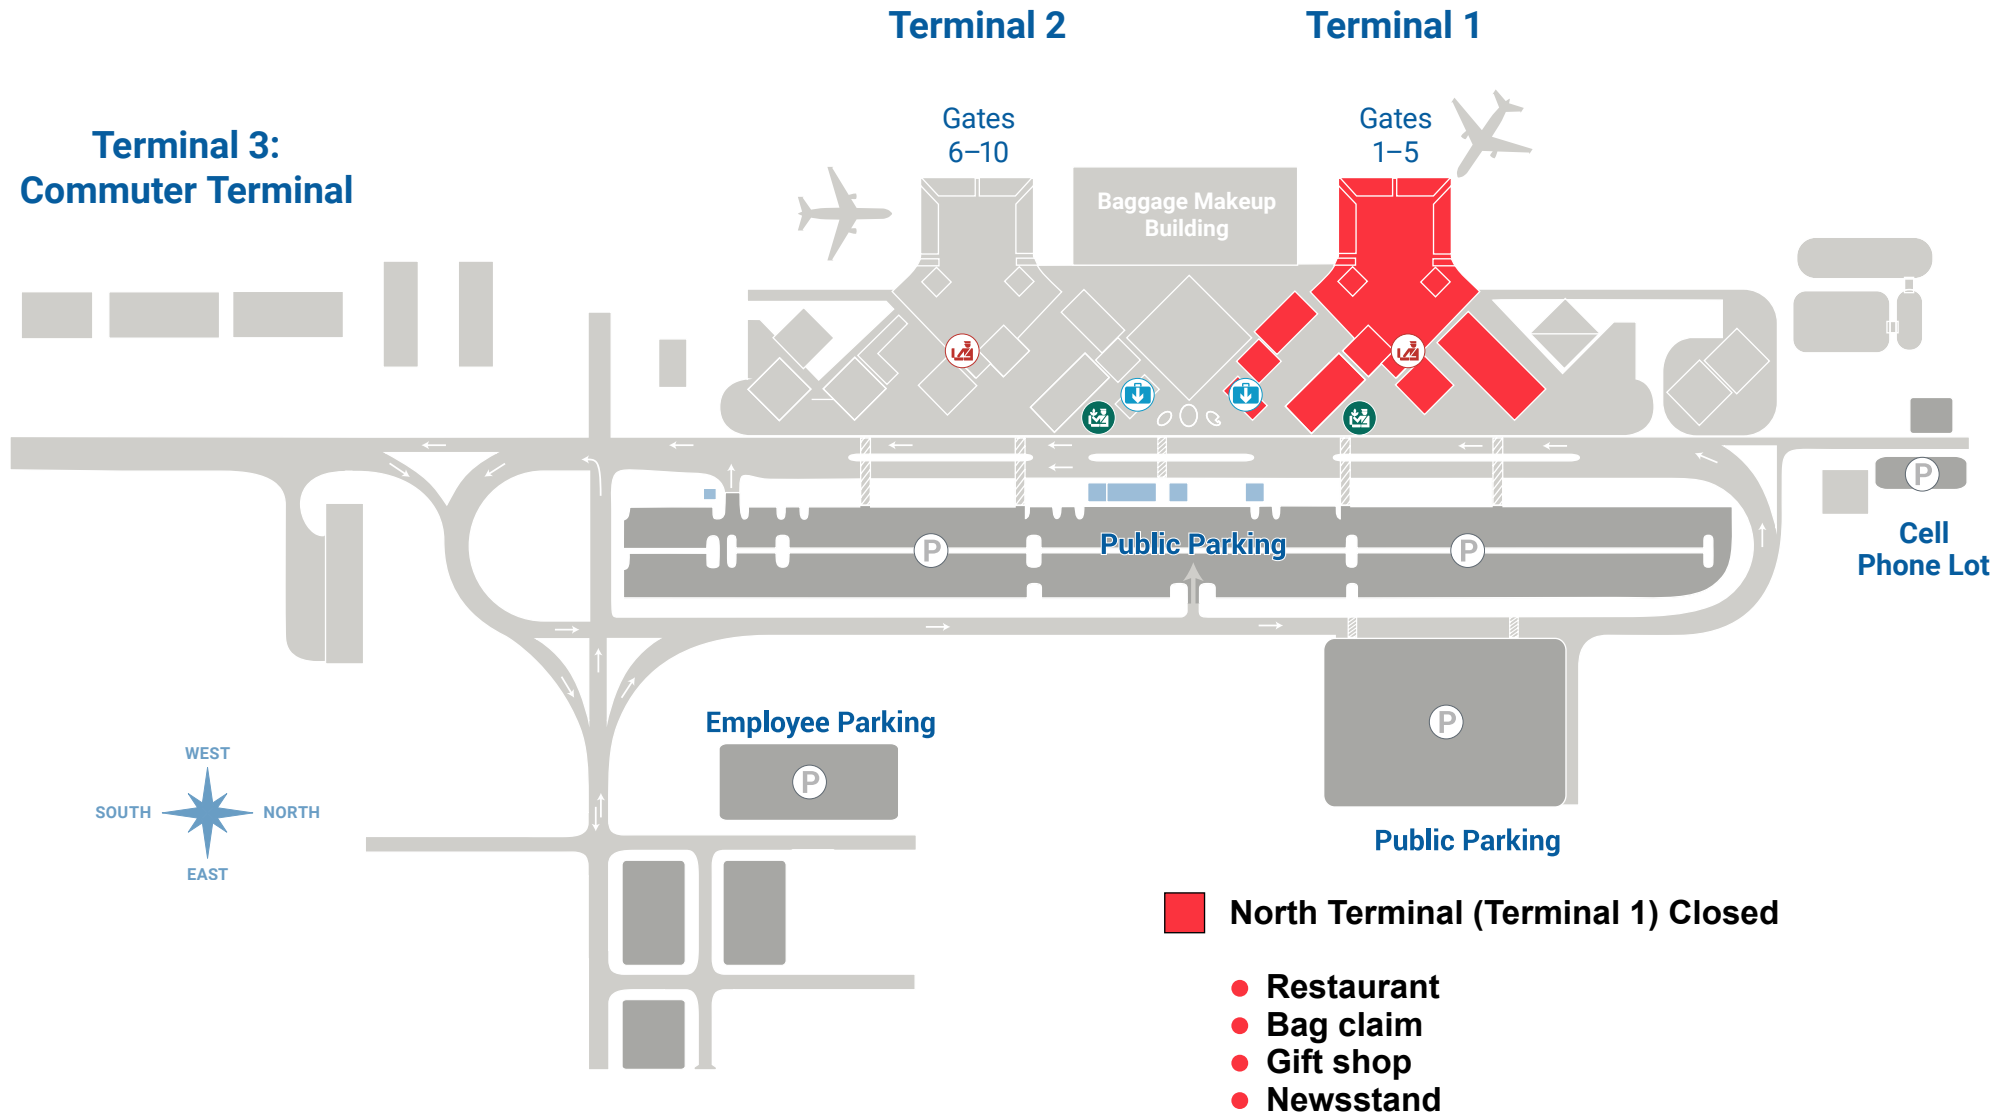 Terminal 2
Terminal 1
Gates
6–10
Gates
1–5
Terminal 3:
Commuter Terminal
Baggage Makeup
Building
P
P
Public Parking
P
Cell
Phone Lot
Employee Parking
P
P
Public Parking
WEST
SOUTH
NORTH
EAST
North Terminal (Terminal 1) Closed
Restaurant
Bag claim
Gift shop
Newsstand